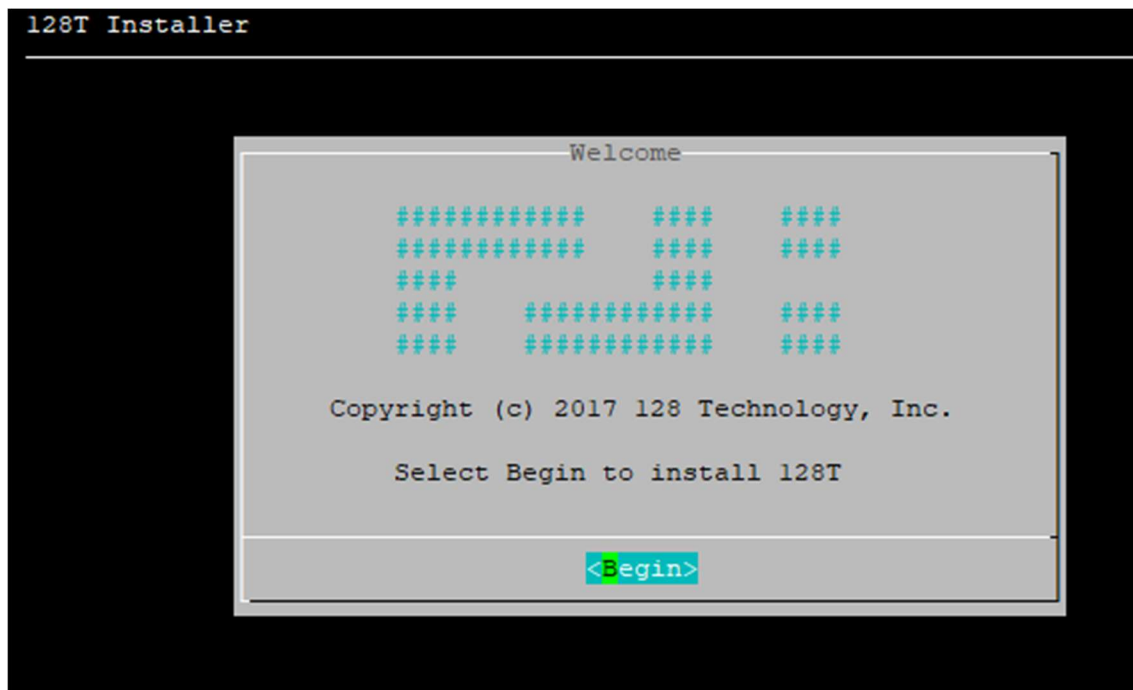 128T Installer
Welcome
############    ####    ####
############    ####    ####
####            ####
####    ############    ####
####    ############    ####
Copyright (c) 2017 128 Technology, Inc.
Select Begin to install 128T
<Begin>